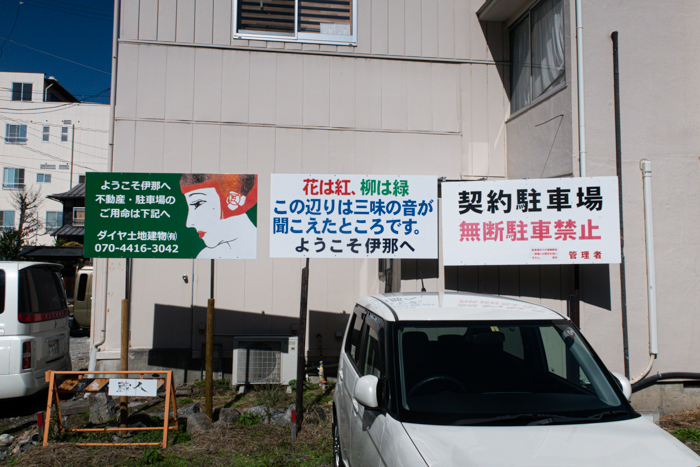 ようこそ伊那へ
不動産・駐車場の
ご用命は下記へ
ダイヤ土地建物㈲
070-4416-3042
花は紅、柳は緑
この辺りは三味の音が
聞こえたところです。
ようこそ伊那へ
契約駐車場
無断駐車禁止
管理者